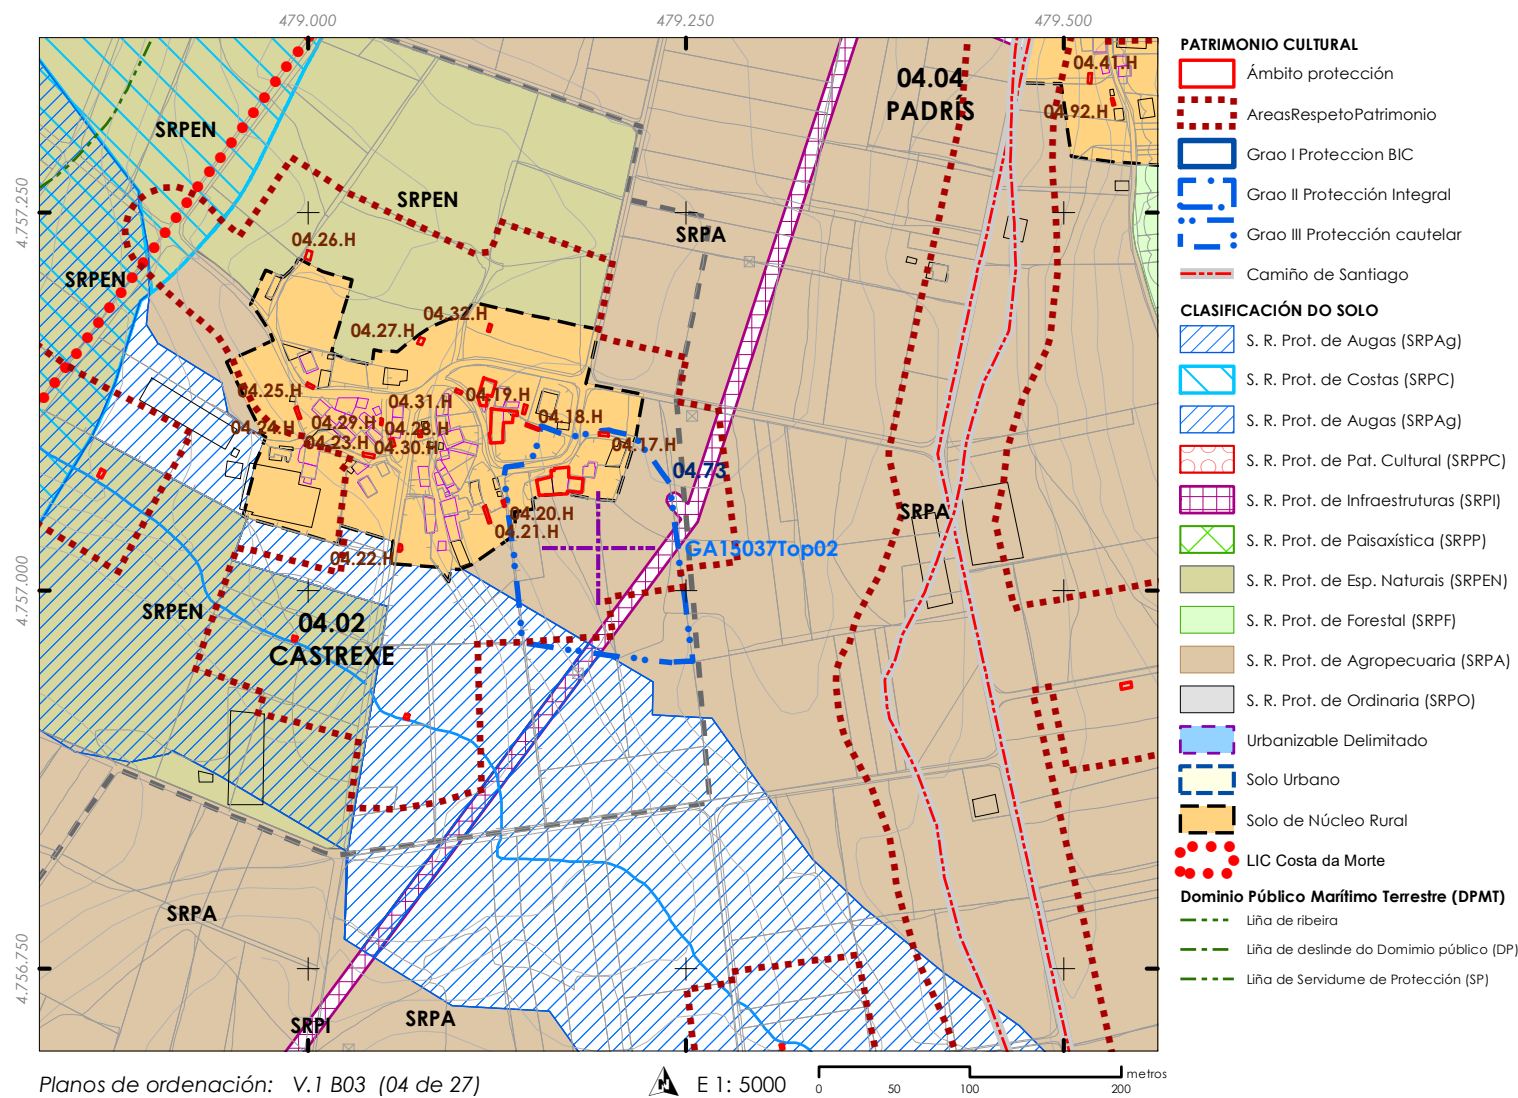 479.000
479.250
479.500
4.757.250
4.757.000
4.756.750
04.04
PADRÍS
04.41.H
04.92.H
SRPEN
SRPEN
SRPEN
SRPA
04.26.H
04.32.H
04.27.H
04.25.H
04.31.H
04.19.H
04.18.H
04.24.H
04.29.H
04.28.H
04.23.H
04.30.H
04.17.H
04.73
04.20.H
04.21.H
04.22.H
GA15037Top02
SRPA
SRPEN
04.02
CASTREXE
SRPA
SRPI
SRPA
PATRIMONIO CULTURAL
Ámbito protección
AreasRespetoPatrimonio
Grao I Proteccion BIC
Grao II Protección Integral
Grao III Protección cautelar
Camiño de Santiago
CLASIFICACIÓN DO SOLO
S. R. Prot. de Augas (SRPAg)
S. R. Prot. de Costas (SRPC)
S. R. Prot. de Augas (SRPAg)
S. R. Prot. de Pat. Cultural (SRPPC)
S. R. Prot. de Infraestruturas (SRPI)
S. R. Prot. de Paisaxística (SRPP)
S. R. Prot. de Esp. Naturais (SRPEN)
S. R. Prot. de Forestal (SRPF)
S. R. Prot. de Agropecuaria (SRPA)
S. R. Prot. de Ordinaria (SRPO)
Urbanizable Delimitado
Solo Urbano
Solo de Núcleo Rural
LIC Costa da Morte
Dominio Público Marítimo Terrestre (DPMT)
Liña de ribeira
Liña de deslinde do Domimio público (DP)
Liña de Servidume de Protección (SP)
Planos de ordenación: V.1 B03 (04 de 27)
N
E 1: 5000
metros
0 50 100 200